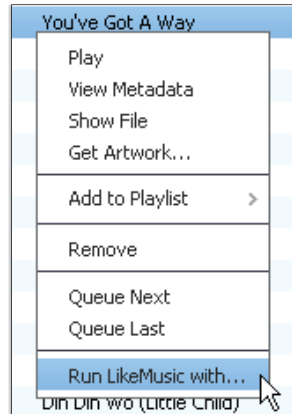 You've Got A Way
Play
View Metadata
Show File
Get Artwork...
Add to Playlist >
Remove
Queue Next
Queue Last
Run LikeMusic with...
Din Din Wo (Little Child)